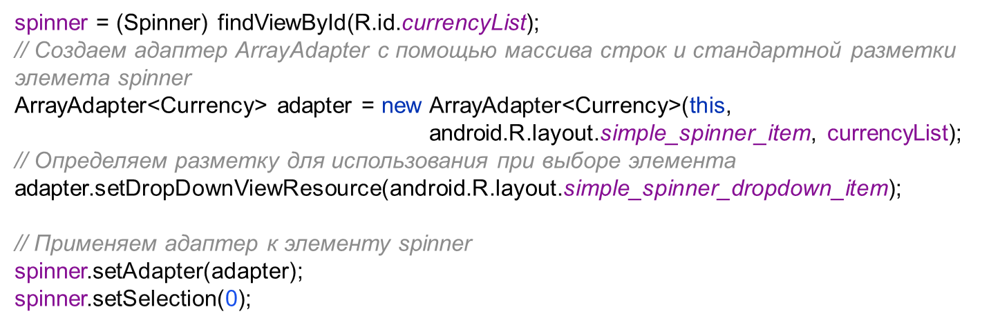 spinner = (Spinner) findViewById(R.id.currencyList);
// Создаем адаптер ArrayAdapter с помощью массива строк и стандартной разметки
элемета spinner
ArrayAdapter<Currency> adapter = new ArrayAdapter<Currency>(this,
android.R.layout.simple_spinner_item, currencyList);
// Определяем разметку для использования при выборе элемента
adapter.setDropDownViewResource(android.R.layout.simple_spinner_dropdown_item);
// Применяем адаптер к элементу spinner
spinner.setAdapter(adapter);
spinner.setSelection(0);